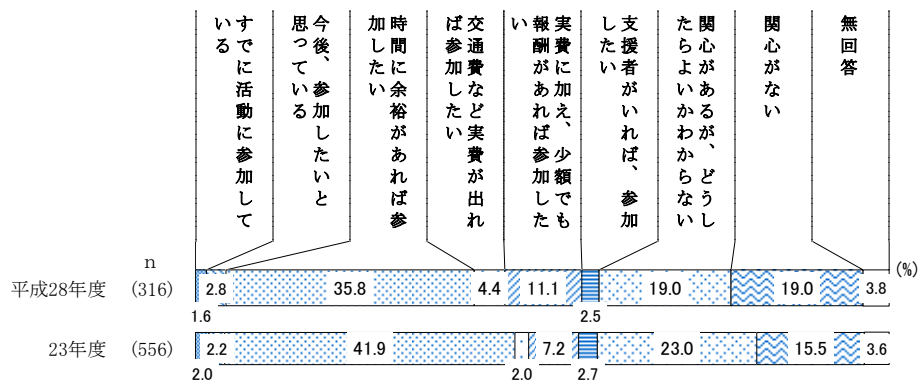 すでに活動に参加して
いる
今後、参加したいと
思っている
時間に余裕があれば参
加したい
交通費など実費が出れ
ば参加したい
実費に加え、少額でも
報酬があれば参加した
い
支援者がいれば、参加
したい
関心があるが、どうし
たらよいかわからない
関心がない
無回答
n
(%)
平成28年度 (316) 2.8 35.8 4.4 11.1 19.0 19.0 3.8
1.6 2.5
23年度 (556) 2.2 41.9 7.2 23.0 15.5 3.6
2.0 2.0 2.7